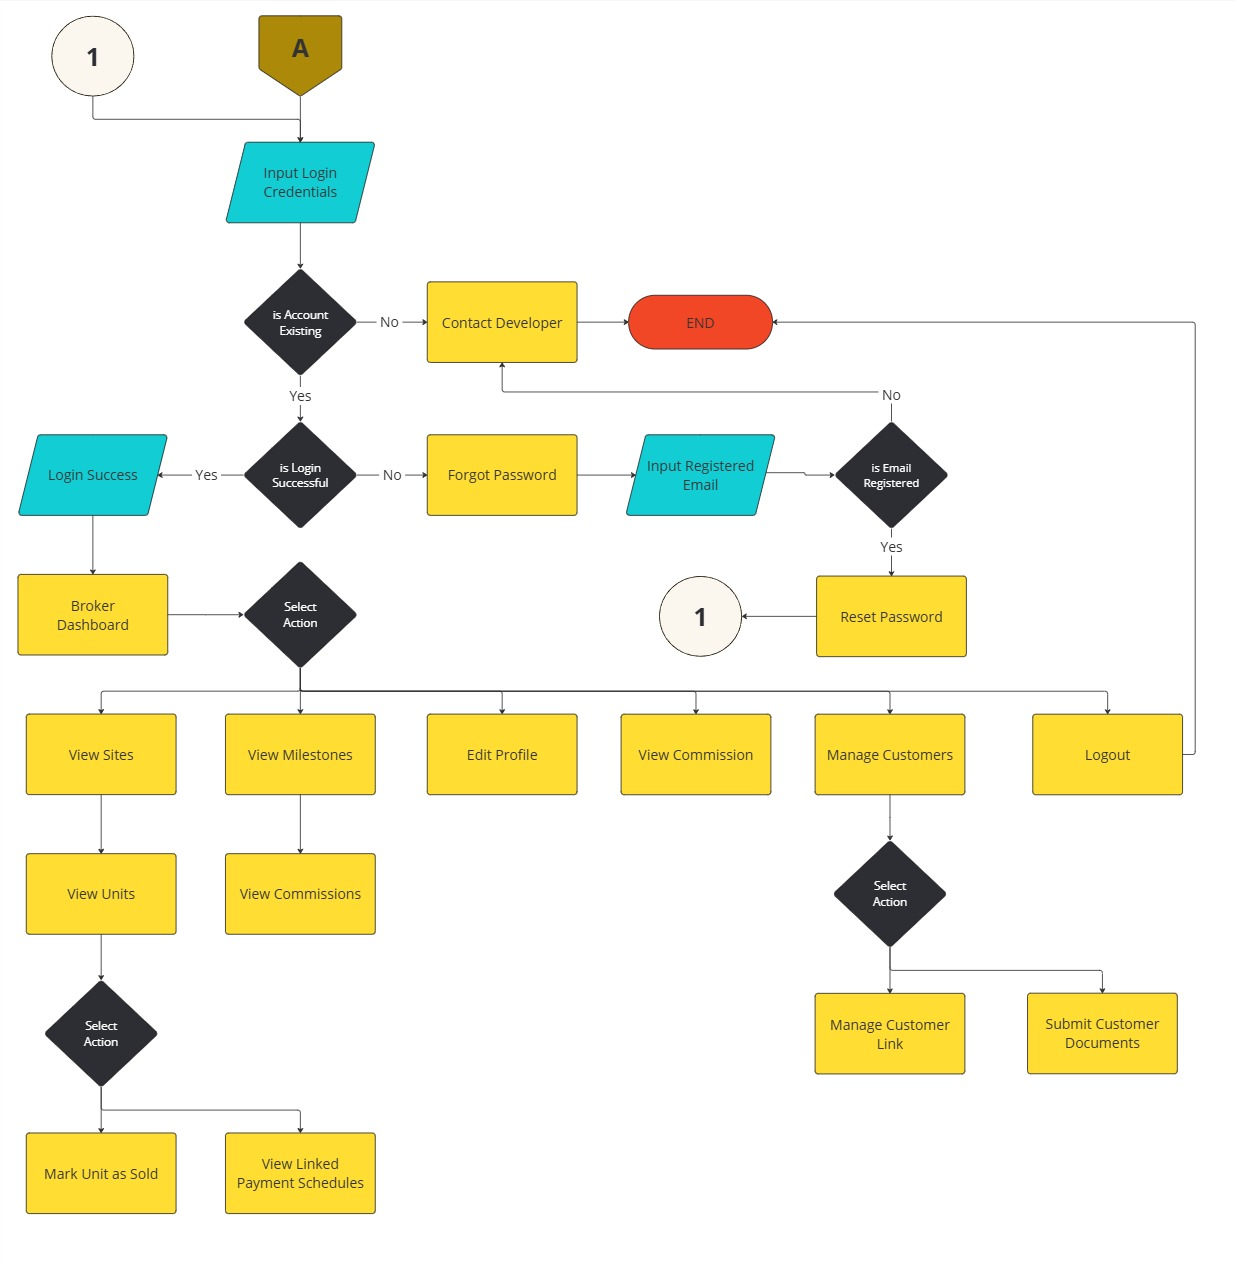 1
A
Input Login
Credentials
is Account
Existing
No
Contact Developer
END
Yes
No
Login Success
Yes
is Login
Successful
No
Forgot Password
Input Registered
Email
is Email
Registered
Yes
Broker
Dashboard
Select
Action
1
Reset Password
View Sites
View Milestones
Edit Profile
View Commission
Manage Customers
Logout
View Units
View Commissions
Select
Action
Select
Action
Manage Customer
Link
Submit Customer
Documents
Mark Unit as Sold
View Linked
Payment Schedules